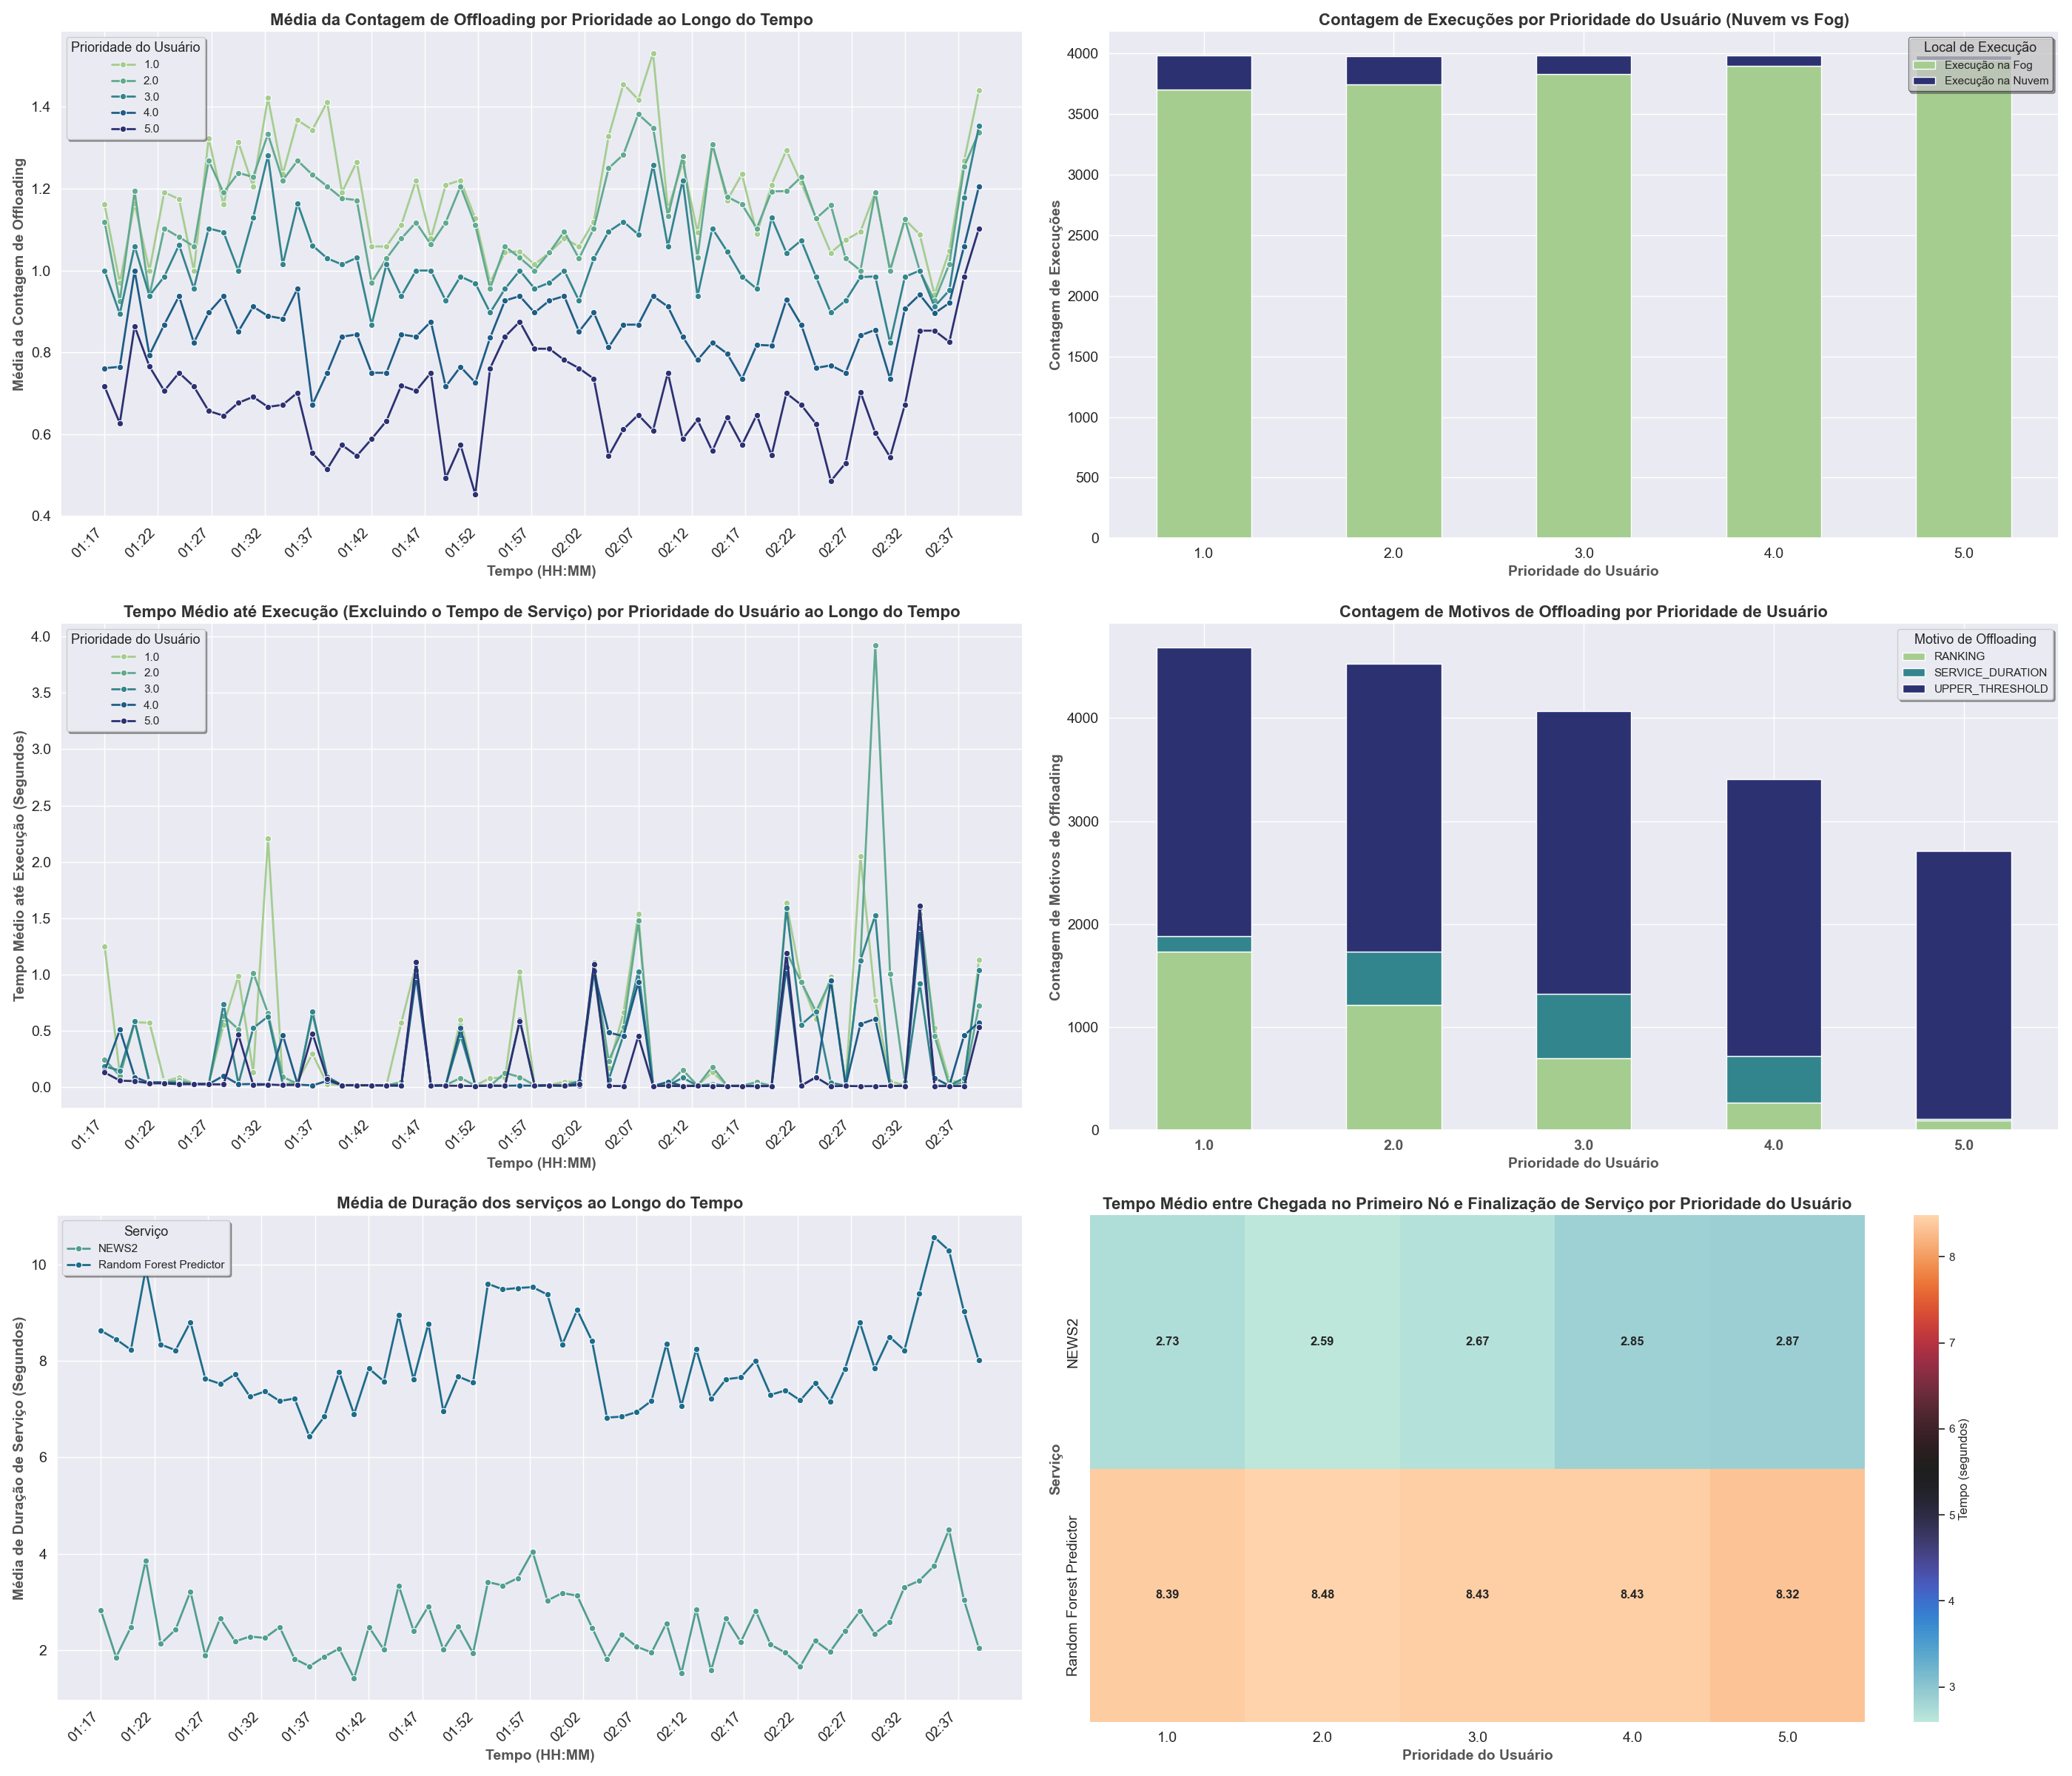 Média da Contagem de Offloading por Prioridade ao Longo do Tempo
Prioridade do Usuário
1.0
2.0
3.0
4.0
5.0
Média da Contagem de Offloading
1.4
1.2
1.0
0.8
0.6
0.4
01:17 01:22 01:27 01:32 01:37 01:42 01:47 01:52 01:57 02:02 02:07 02:12 02:17 02:22 02:27 02:32 02:37
Tempo (HH:MM)
Contagem de Execuções por Prioridade do Usuário (Nuvem vs Fog)
Local de Execução
Execução na Fog
Execução na Nuvem
Contagem de Execuções
4000
3500
3000
2500
2000
1500
1000
500
0
1.0 2.0 3.0 4.0 5.0
Prioridade do Usuário
Tempo Médio até Execução (Excluindo o Tempo de Serviço) por Prioridade do Usuário ao Longo do Tempo
Prioridade do Usuário
1.0
2.0
3.0
4.0
5.0
Tempo Médio até Execução (Segundos)
4.0
3.5
3.0
2.5
2.0
1.5
1.0
0.5
0.0
01:17 01:22 01:27 01:32 01:37 01:42 01:47 01:52 01:57 02:02 02:07 02:12 02:17 02:22 02:27 02:32 02:37
Tempo (HH:MM)
Contagem de Motivos de Offloading por Prioridade de Usuário
Motivo de Offloading
RANKING
SERVICE_DURATION
UPPER_THRESHOLD
Contagem de Motivos de Offloading
4000
3000
2000
1000
0
1.0 2.0 3.0 4.0 5.0
Prioridade do Usuário
Média de Duração dos serviços ao Longo do Tempo
Serviço
NEWS2
Random Forest Predictor
Média de Duração de Serviço (Segundos)
10
8
6
4
2
01:17 01:22 01:27 01:32 01:37 01:42 01:47 01:52 01:57 02:02 02:07 02:12 02:17 02:22 02:27 02:32 02:37
Tempo (HH:MM)
Tempo Médio entre Chegada no Primeiro Nó e Finalização de Serviço por Prioridade do Usuário
Serviço
NEWS2
2.73 2.59 2.67 2.85 2.87
Random Forest Predictor
8.39 8.48 8.43 8.43 8.32
1.0 2.0 3.0 4.0 5.0
Prioridade do Usuário
8
7
6
5
4
3
Tempo (segundos)